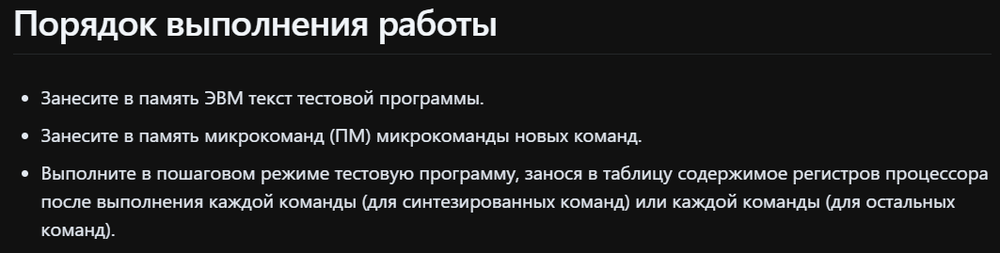 Порядок выполнения работы
• Занесите в память ЭВМ текст тестовой программы.
• Занесите в память микрокоманд (ПМ) микрокоманды новых команд.
• Выполните в пошаговом режиме тестовую программу, занося в таблицу содержимое регистров процессора
после выполнения каждой команды (для синтезированных команд) или каждой команды (для остальных
команд).